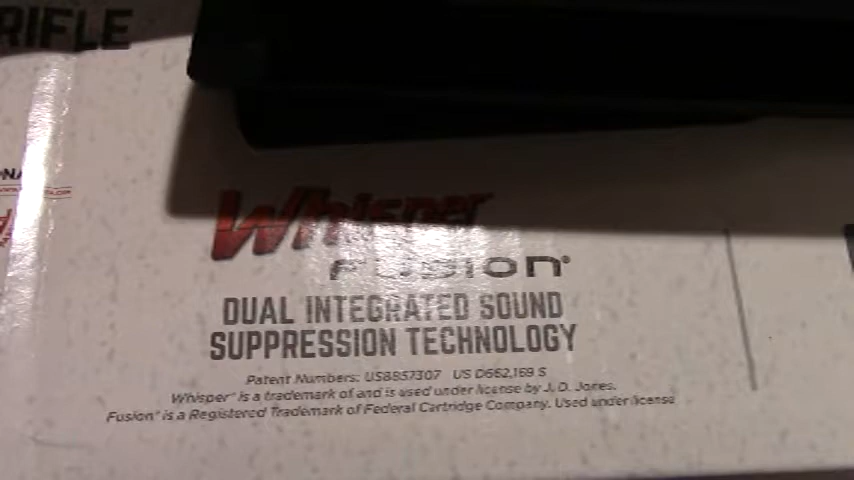 RIFLE
Whisper
FUSION®
DUAL INTEGRATED SOUND
SUPPRESSION TECHNOLOGY
Patent Numbers: US8857307 US D662,169 S
Whisper® is a trademark of and is used under license by J. D. Jones.
Fusion® is a Registered Trademark of Federal Cartridge Company. Used under license